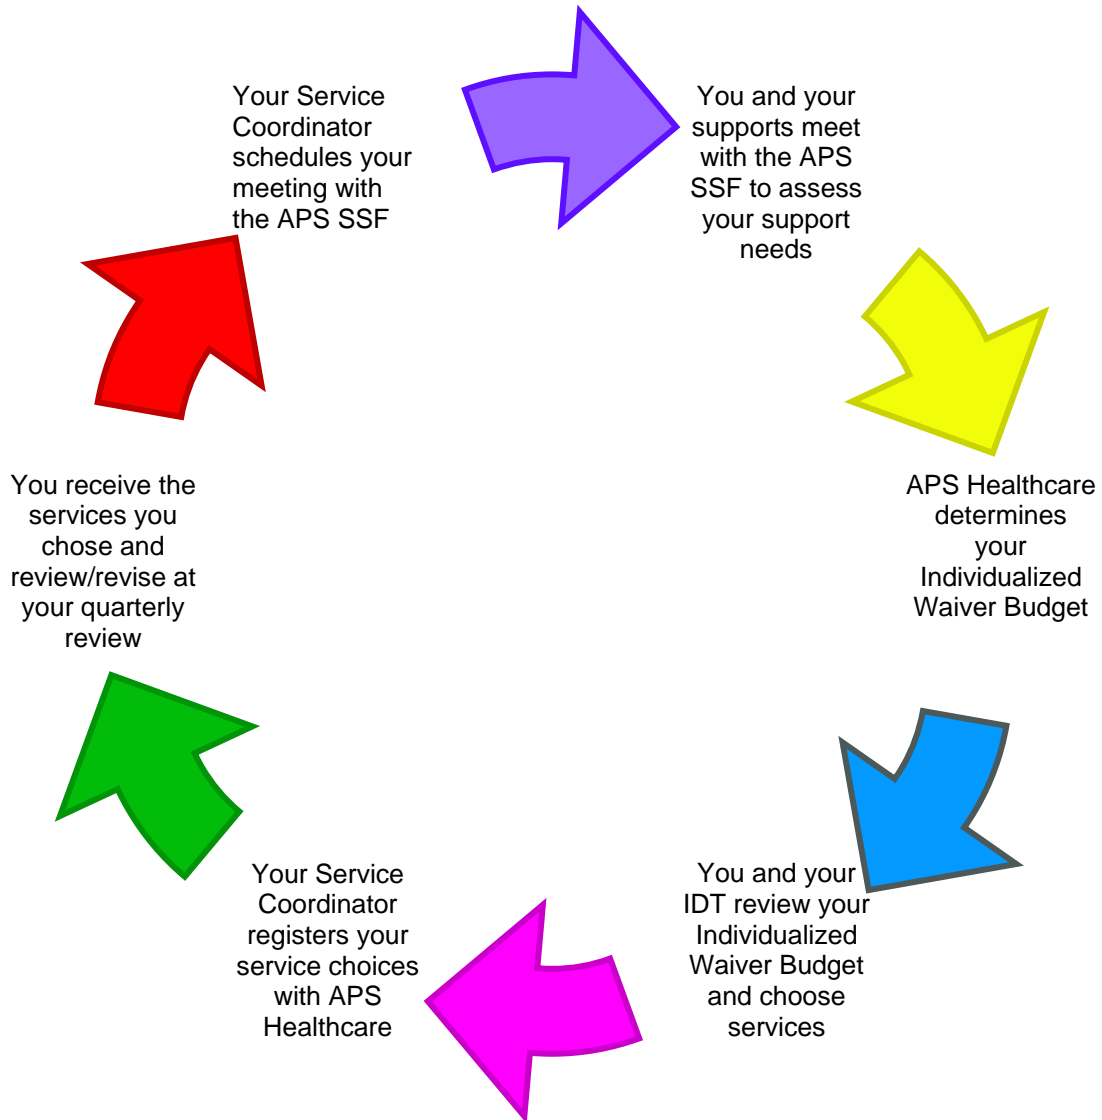 Your Service
Coordinator
schedules your
meeting with
the APS SSF
You and your
supports meet
with the APS
SSF to assess
your support
needs
APS Healthcare
determines
your
Individualized
Waiver Budget
You and your
IDT review your
Individualized
Waiver Budget
and choose
services
Your Service
Coordinator
registers your
service choices
with APS
Healthcare
You receive the
services you
chose and
review/revise at
your quarterly
review